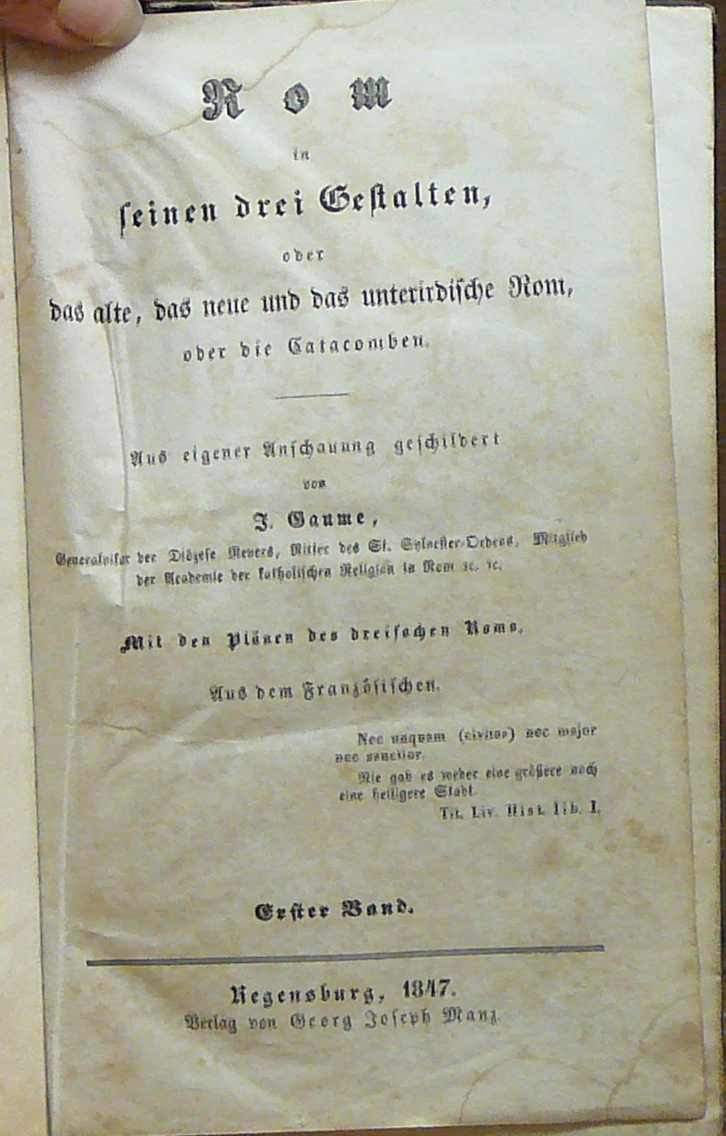 Rom
in
seinen drei Gestalten,
oder
das alte, das neue und das unterirdische Rom,
oder die Catacomben.
Aus eigener Anschauung geschildert
von
J. Gaume,
Generalvikar der Diözese Nevers, Ritter des St. Sylvester-Ordens, Mitglied
der Academie der katholischen Religion in Rom ꝛc. ꝛc.
Mit den Plänen des dreifachen Roms.
Aus dem Französischen.
Nec usquam (civitas) nec major
nec sanctior.
Nie gab es weder eine größere noch
eine heiligere Stadt.
Tit. Liv. Hist. lib. I.
Erster Band.
Regensburg, 1847.
Verlag von Georg Joseph Manz.